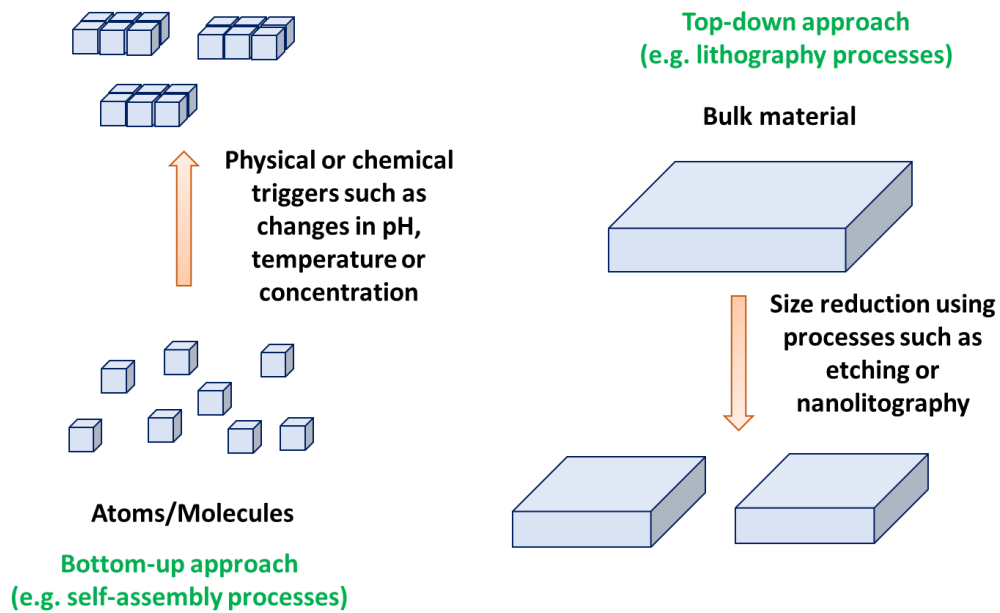 Physical or chemical
triggers such as
changes in pH,
temperature or
concentration
Atoms/Molecules
Bottom-up approach
(e.g. self-assembly processes)
Top-down approach
(e.g. lithography processes)
Bulk material
Size reduction using
processes such as
etching or
nanolitography